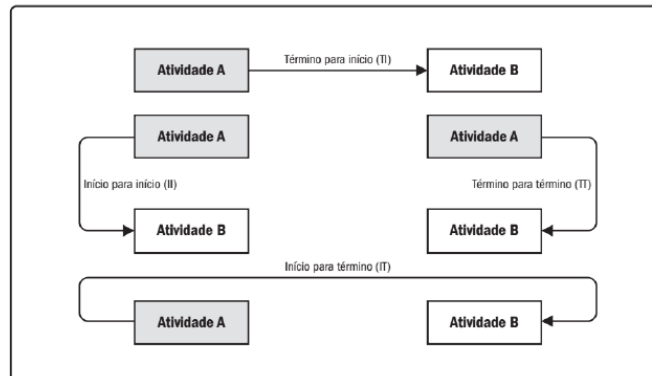 Atividade A
Término para início (TI)
Atividade B
Atividade A
Atividade A
Início para início (II)
Término para término (TT)
Atividade B
Atividade B
Início para término (IT)
Atividade A
Atividade B